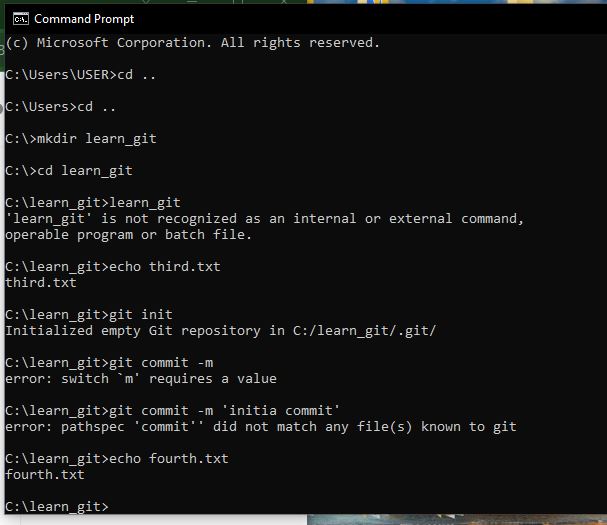 Command Prompt
(c) Microsoft Corporation. All rights reserved.
C:\Users\USER>cd ..
C:\Users>cd ..
C:\>mkdir learn_git
C:\>cd learn_git
C:\learn_git>learn_git
'learn_git' is not recognized as an internal or external command,
operable program or batch file.
C:\learn_git>echo third.txt
third.txt
C:\learn_git>git init
Initialized empty Git repository in C:/learn_git/.git/
C:\learn_git>git commit -m
error: switch `m' requires a value
C:\learn_git>git commit -m 'initia commit'
error: pathspec 'commit'' did not match any file(s) known to git
C:\learn_git>echo fourth.txt
fourth.txt
C:\learn_git>